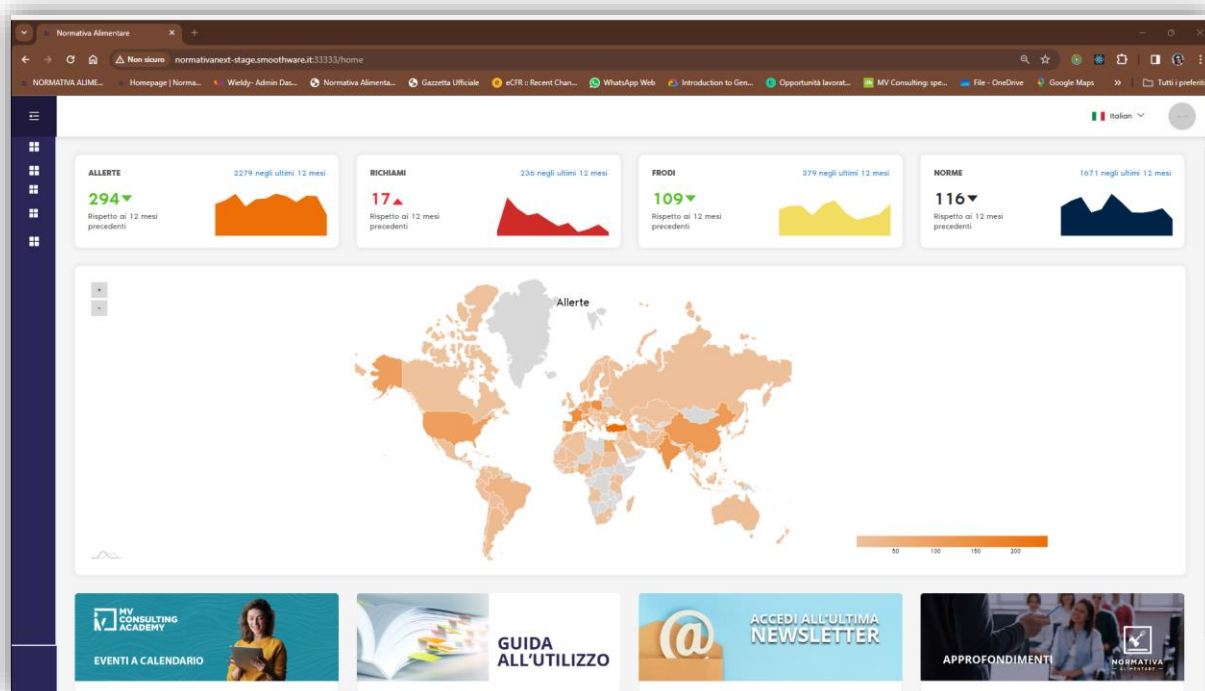 Normativa Alimentare
Non sicuro
normativanext-stage.smoothware.it:33333/home
NORMATIVA ALIME...
Homepage | Norma...
Wieldy- Admin Das...
Normativa Alimenta...
Gazzetta Ufficiale
eCFR :: Recent Chan...
WhatsApp Web
Introduction to Gen...
Opportunità lavorat...
MV Consulting: spe...
File - OneDrive
Google Maps
»
Tutti i preferiti
Italian
ALLERTE
2279 negli ultimi 12 mesi
294
Rispetto ai 12 mesi
precedenti
RICHIAMI
236 negli ultimi 12 mesi
17
Rispetto ai 12 mesi
precedenti
FRODI
379 negli ultimi 12 mesi
109
Rispetto ai 12 mesi
precedenti
NORME
1671 negli ultimi 12 mesi
116
Rispetto ai 12 mesi
precedenti
+
-
Allerte
50 100 150 200
MV
CONSULTING
ACADEMY
EVENTI A CALENDARIO
GUIDA
ALL'UTILIZZO
@
ACCEDI ALL'ULTIMA
NEWSLETTER
APPROFONDIMENTI
NORMATIVA
ALIMENTARE